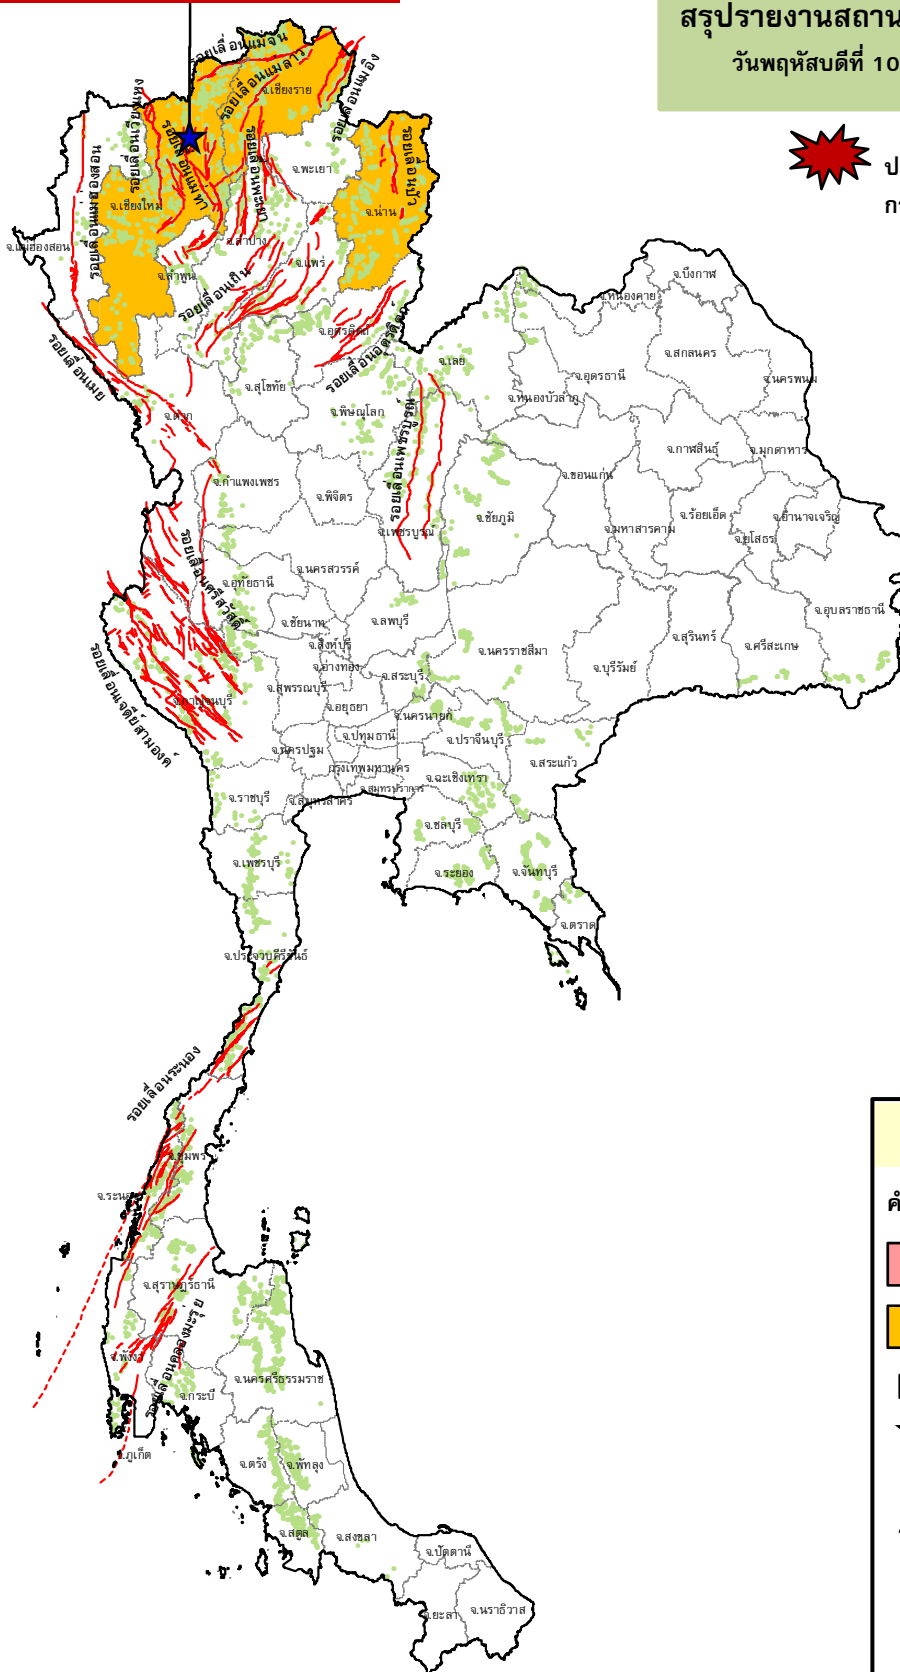 สรุปรายงานสถาน
วันพฤหัสบดีที่ 10
ป
ก
รอยเลื่อนแม่จัน
รอยเลื่อนแม่ลาว
จ.เชียงราย
รอยเลื่อนแม่อิง
รอยเลื่อนเวียงแหง
รอยเลื่อนแม่ทา
รอยเลื่อนพะเยา
จ.พะเยา
รอยเลื่อนปัว
รอยเลื่อนแม่ฮ่องสอน
จ.เชียงใหม่
จ.น่าน
จ.แม่ฮ่องสอน
จ.ลำปาง
จ.แพร่
จ.ลำพูน
รอยเลื่อนเถิน
จ.บึงกาฬ
จ.หนองคาย
จ.อุตรดิตถ์
รอยเลื่อนอุตรดิตถ์
จ.เลย
จ.สกลนคร
จ.อุดรธานี
จ.นครพนม
รอยเลื่อนเมย
จ.สุโขทัย
จ.หนองบัวลำภู
จ.ตาก
จ.พิษณุโลก
รอยเลื่อนเพชรบูรณ์
จ.กาฬสินธุ์
จ.มุกดาหาร
จ.กำแพงเพชร
จ.พิจิตร
จ.ขอนแก่น
จ.ชัยภูมิ
จ.ร้อยเอ็ด
จ.อำนาจเจริญ
จ.มหาสารคาม
จ.ยโสธร
จ.เพชรบูรณ์
รอยเลื่อนศรีสวัสดิ์
จ.นครสวรรค์
จ.อุทัยธานี
จ.อุบลราชธานี
จ.ชัยนาท
จ.ลพบุรี
จ.สิงห์บุรี
จ.นครราชสีมา
จ.สุรินทร์
จ.ศรีสะเกษ
จ.อ่างทอง
จ.สระบุรี
จ.บุรีรัมย์
รอยเลื่อนเจดีย์สามองค์
จ.กาญจนบุรี
จ.สุพรรณบุรี
จ.อยุธยา
จ.นครนายก
จ.ปทุมธานี
จ.ปราจีนบุรี
จ.นครปฐม
จ.สระแก้ว
กรุงเทพมหานคร
จ.ฉะเชิงเทรา
จ.สมุทรปราการ
จ.ราชบุรี
จ.สมุทรสาคร
จ.ชลบุรี
จ.เพชรบุรี
จ.ระยอง
จ.จันทบุรี
จ.ตราด
จ.ประจวบคีรีขันธ์
รอยเลื่อนระนอง
จ.ชุมพร
จ.ระนอง
จ.สุราษฎร์ธานี
รอยเลื่อนคลองมะรุ่ย
จ.พังงา
จ.กระบี่
จ.นครศรีธรรมราช
จ.ภูเก็ต
จ.ตรัง
จ.พัทลุง
จ.สตูล
จ.สงขลา
จ.ปัตตานี
จ.ยะลา
จ.นราธิวาส
คำ